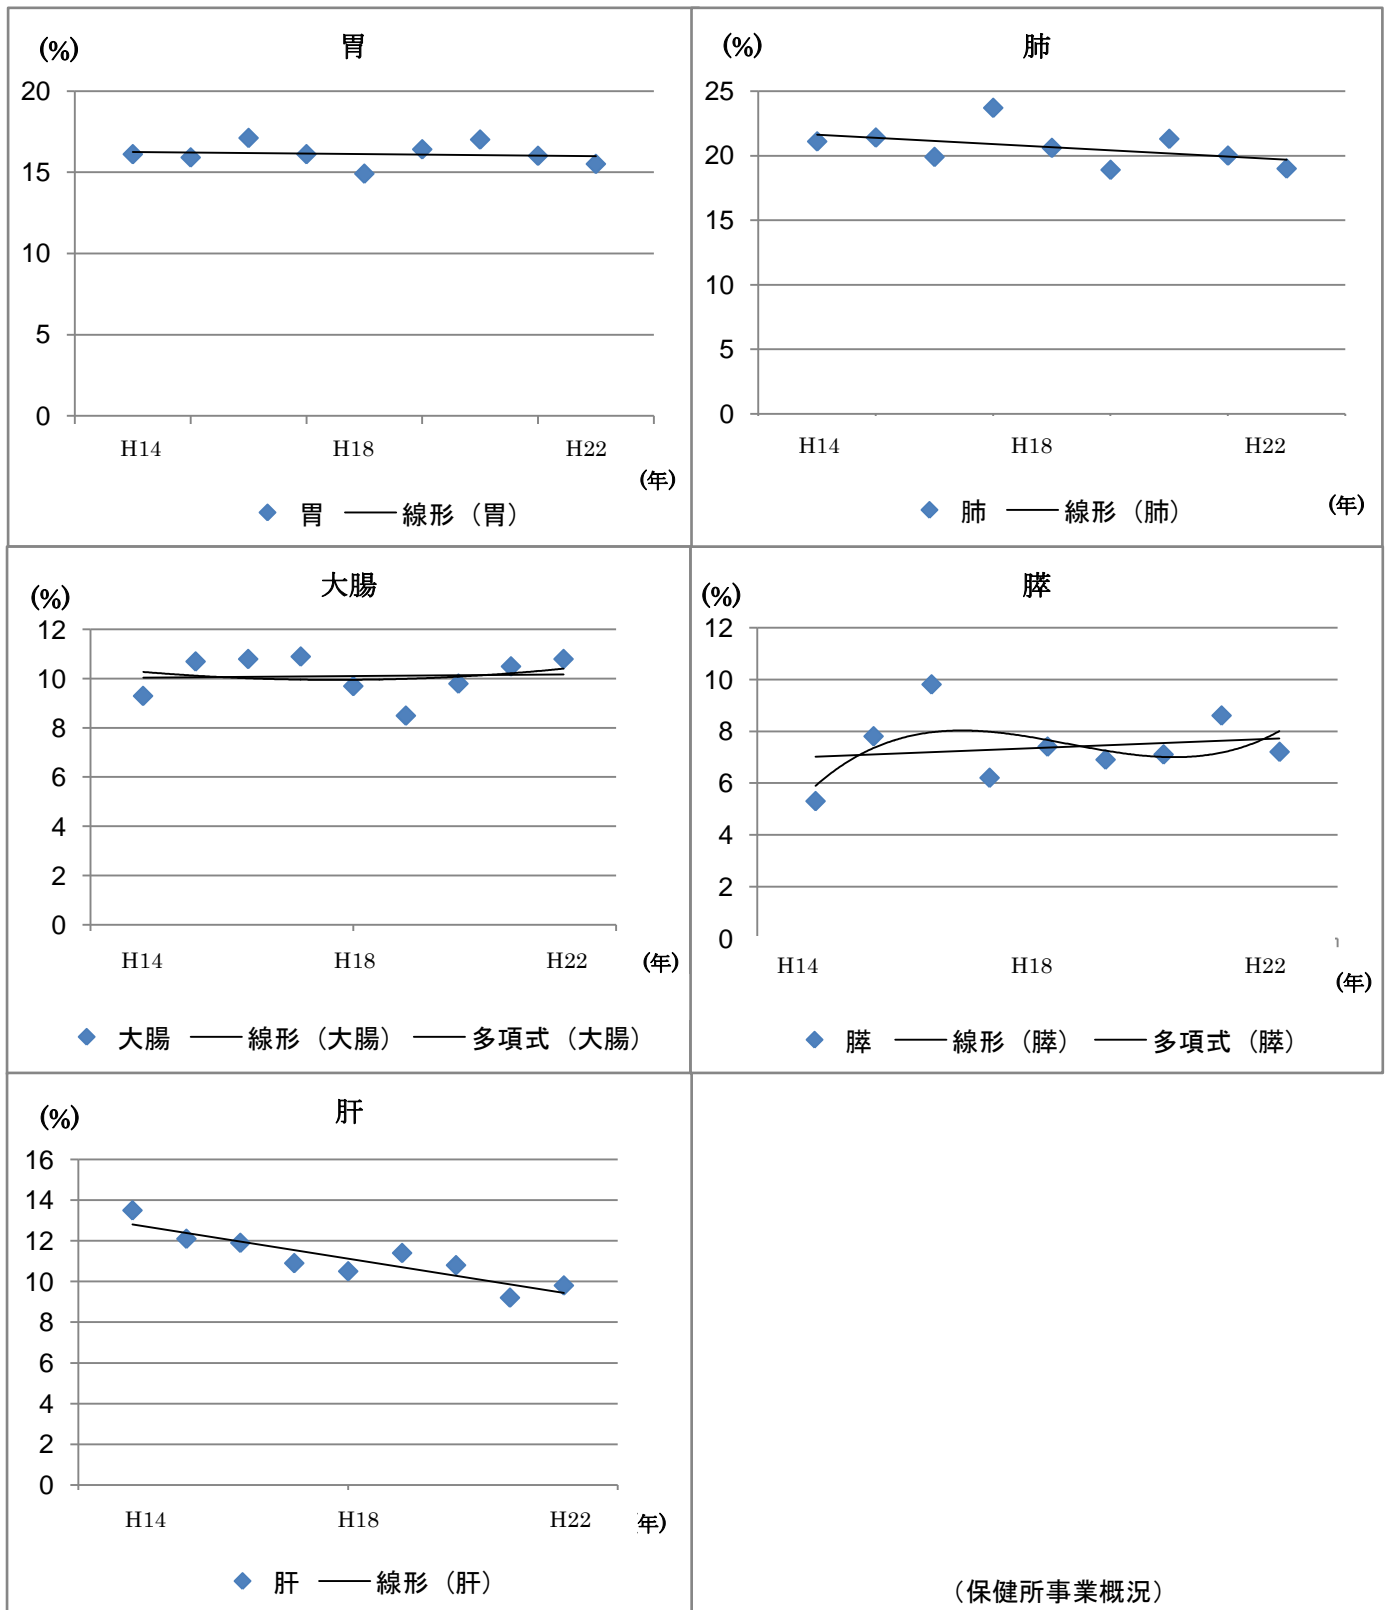 (%)
胃
20
15
10
5
0
H14
H18
H22
(年)
胃
線形（胃）
(%)
肺
25
20
15
10
5
0
H14
H18
H22
(年)
肺
線形（肺）
(%)
大腸
12
10
8
6
4
2
0
H14
H18
H22
(年)
大腸
線形（大腸）
多項式（大腸）
(%)
膵
12
10
8
6
4
2
0
H14
H18
H22
(年)
膵
線形（膵）
多項式（膵）
(%)
肝
16
14
12
10
8
6
4
2
0
H14
H18
H22
年)
肝
線形（肝）
（保健所事業概況）